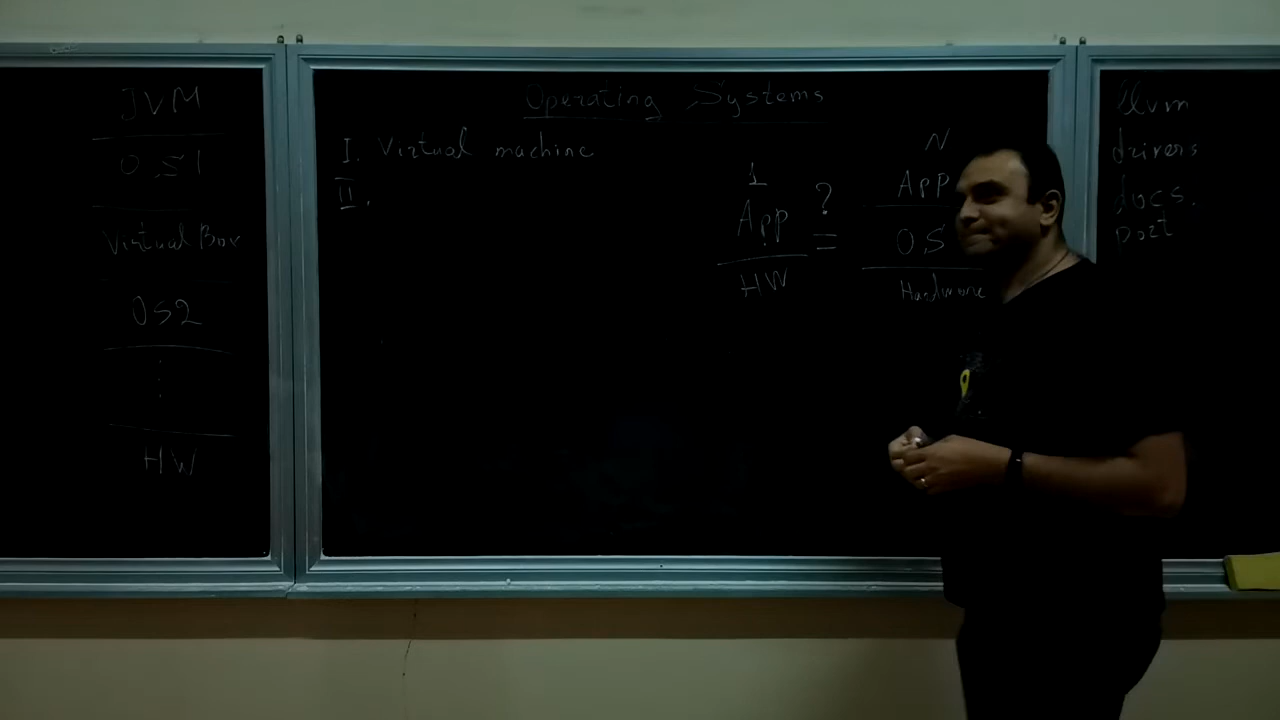 JVM
OS1
Virtual Box
OS2
HW
Operating Systems
I. Virtual machine
II.
1
App
HW
?
=
N
App
OS
Hardware
llvm
drivers
docs.
port